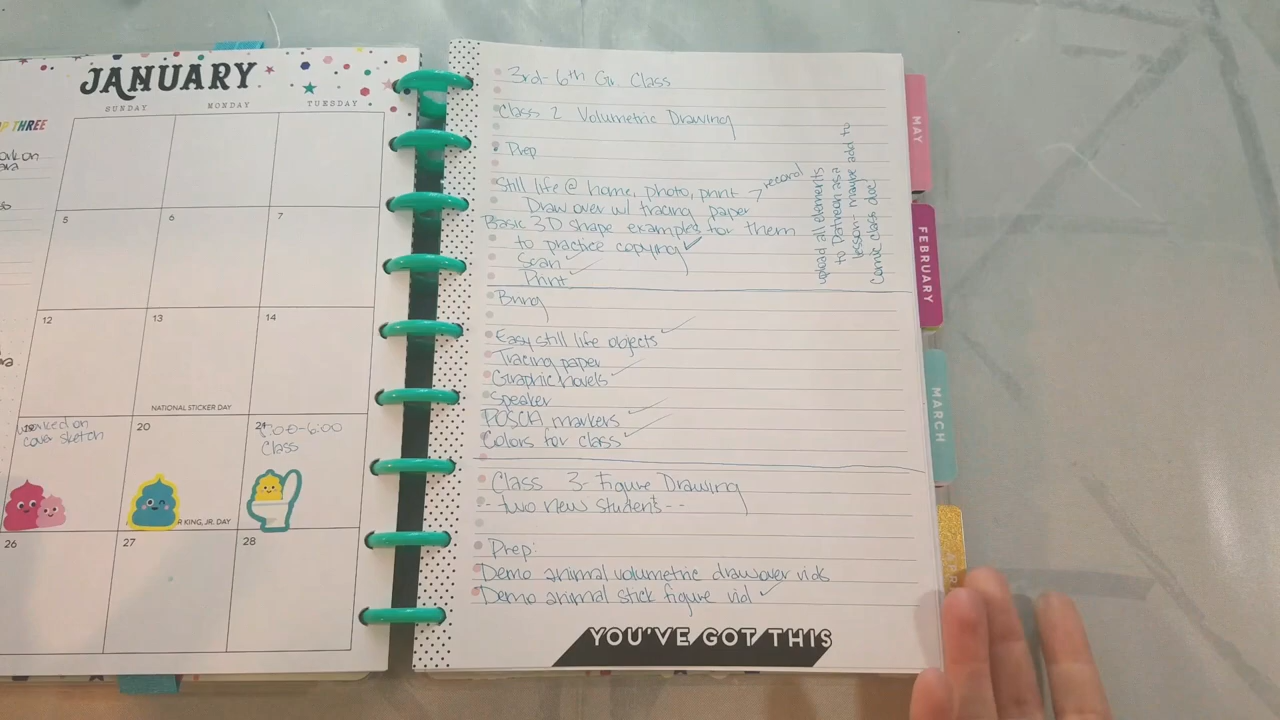 JANUARY
SUNDAY MONDAY TUESDAY
P THREE
5 6 7
12 13 14
NATIONAL STICKER DAY
worked on
cover sketch
20
21
00-6:00
Class
R KING, JR. DAY
26 27 28
3rd-6th Gr. Class
Class 2 Volumetric Drawing
Prep
Still life @ home, photo, print
record
Draw over w/ tracing paper
Basic 3D shape examples for them
to practice copying
Scan
Print
upload all elements
to Patreon as a
lesson- maybe add to
Comic class doc
Bring
Easy still life objects
Tracing paper
Graphic novels
Speaker
POSCA markers
Colors for class
Class 3- Figure Drawing
-- two new students --
Prep:
Demo animal volumetric drawover vids
Demo animal stick figure vid
YOU'VE GOT THIS
MAY
FEBRUARY
MARCH
APR